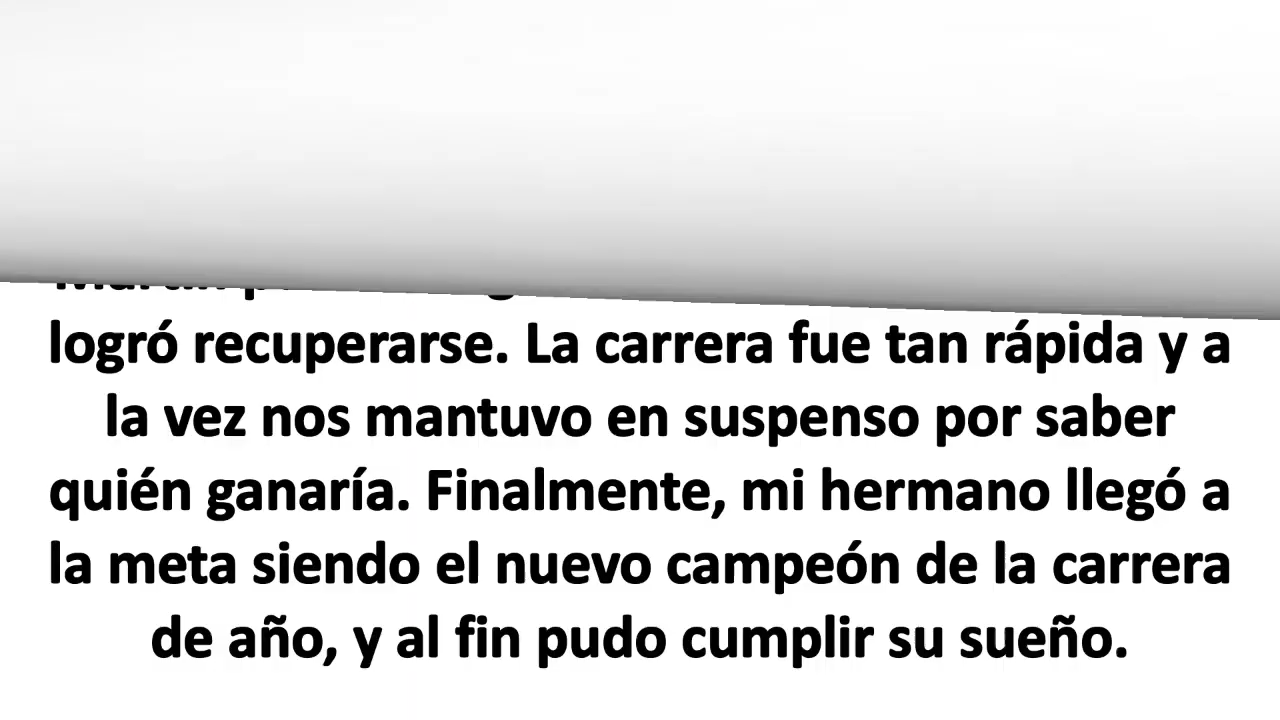 logró recuperarse. La carrera fue tan rápida y a
la vez nos mantuvo en suspenso por saber
quién ganaría. Finalmente, mi hermano llegó a
la meta siendo el nuevo campeón de la carrera
de año, y al fin pudo cumplir su sueño.